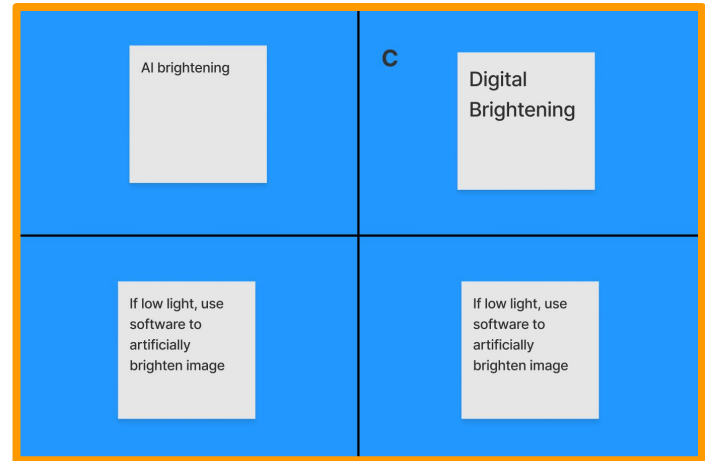 AI brightening
C
Digital
Brightening
If low light, use
software to
artificially
brighten image
If low light, use
software to
artificially
brighten image